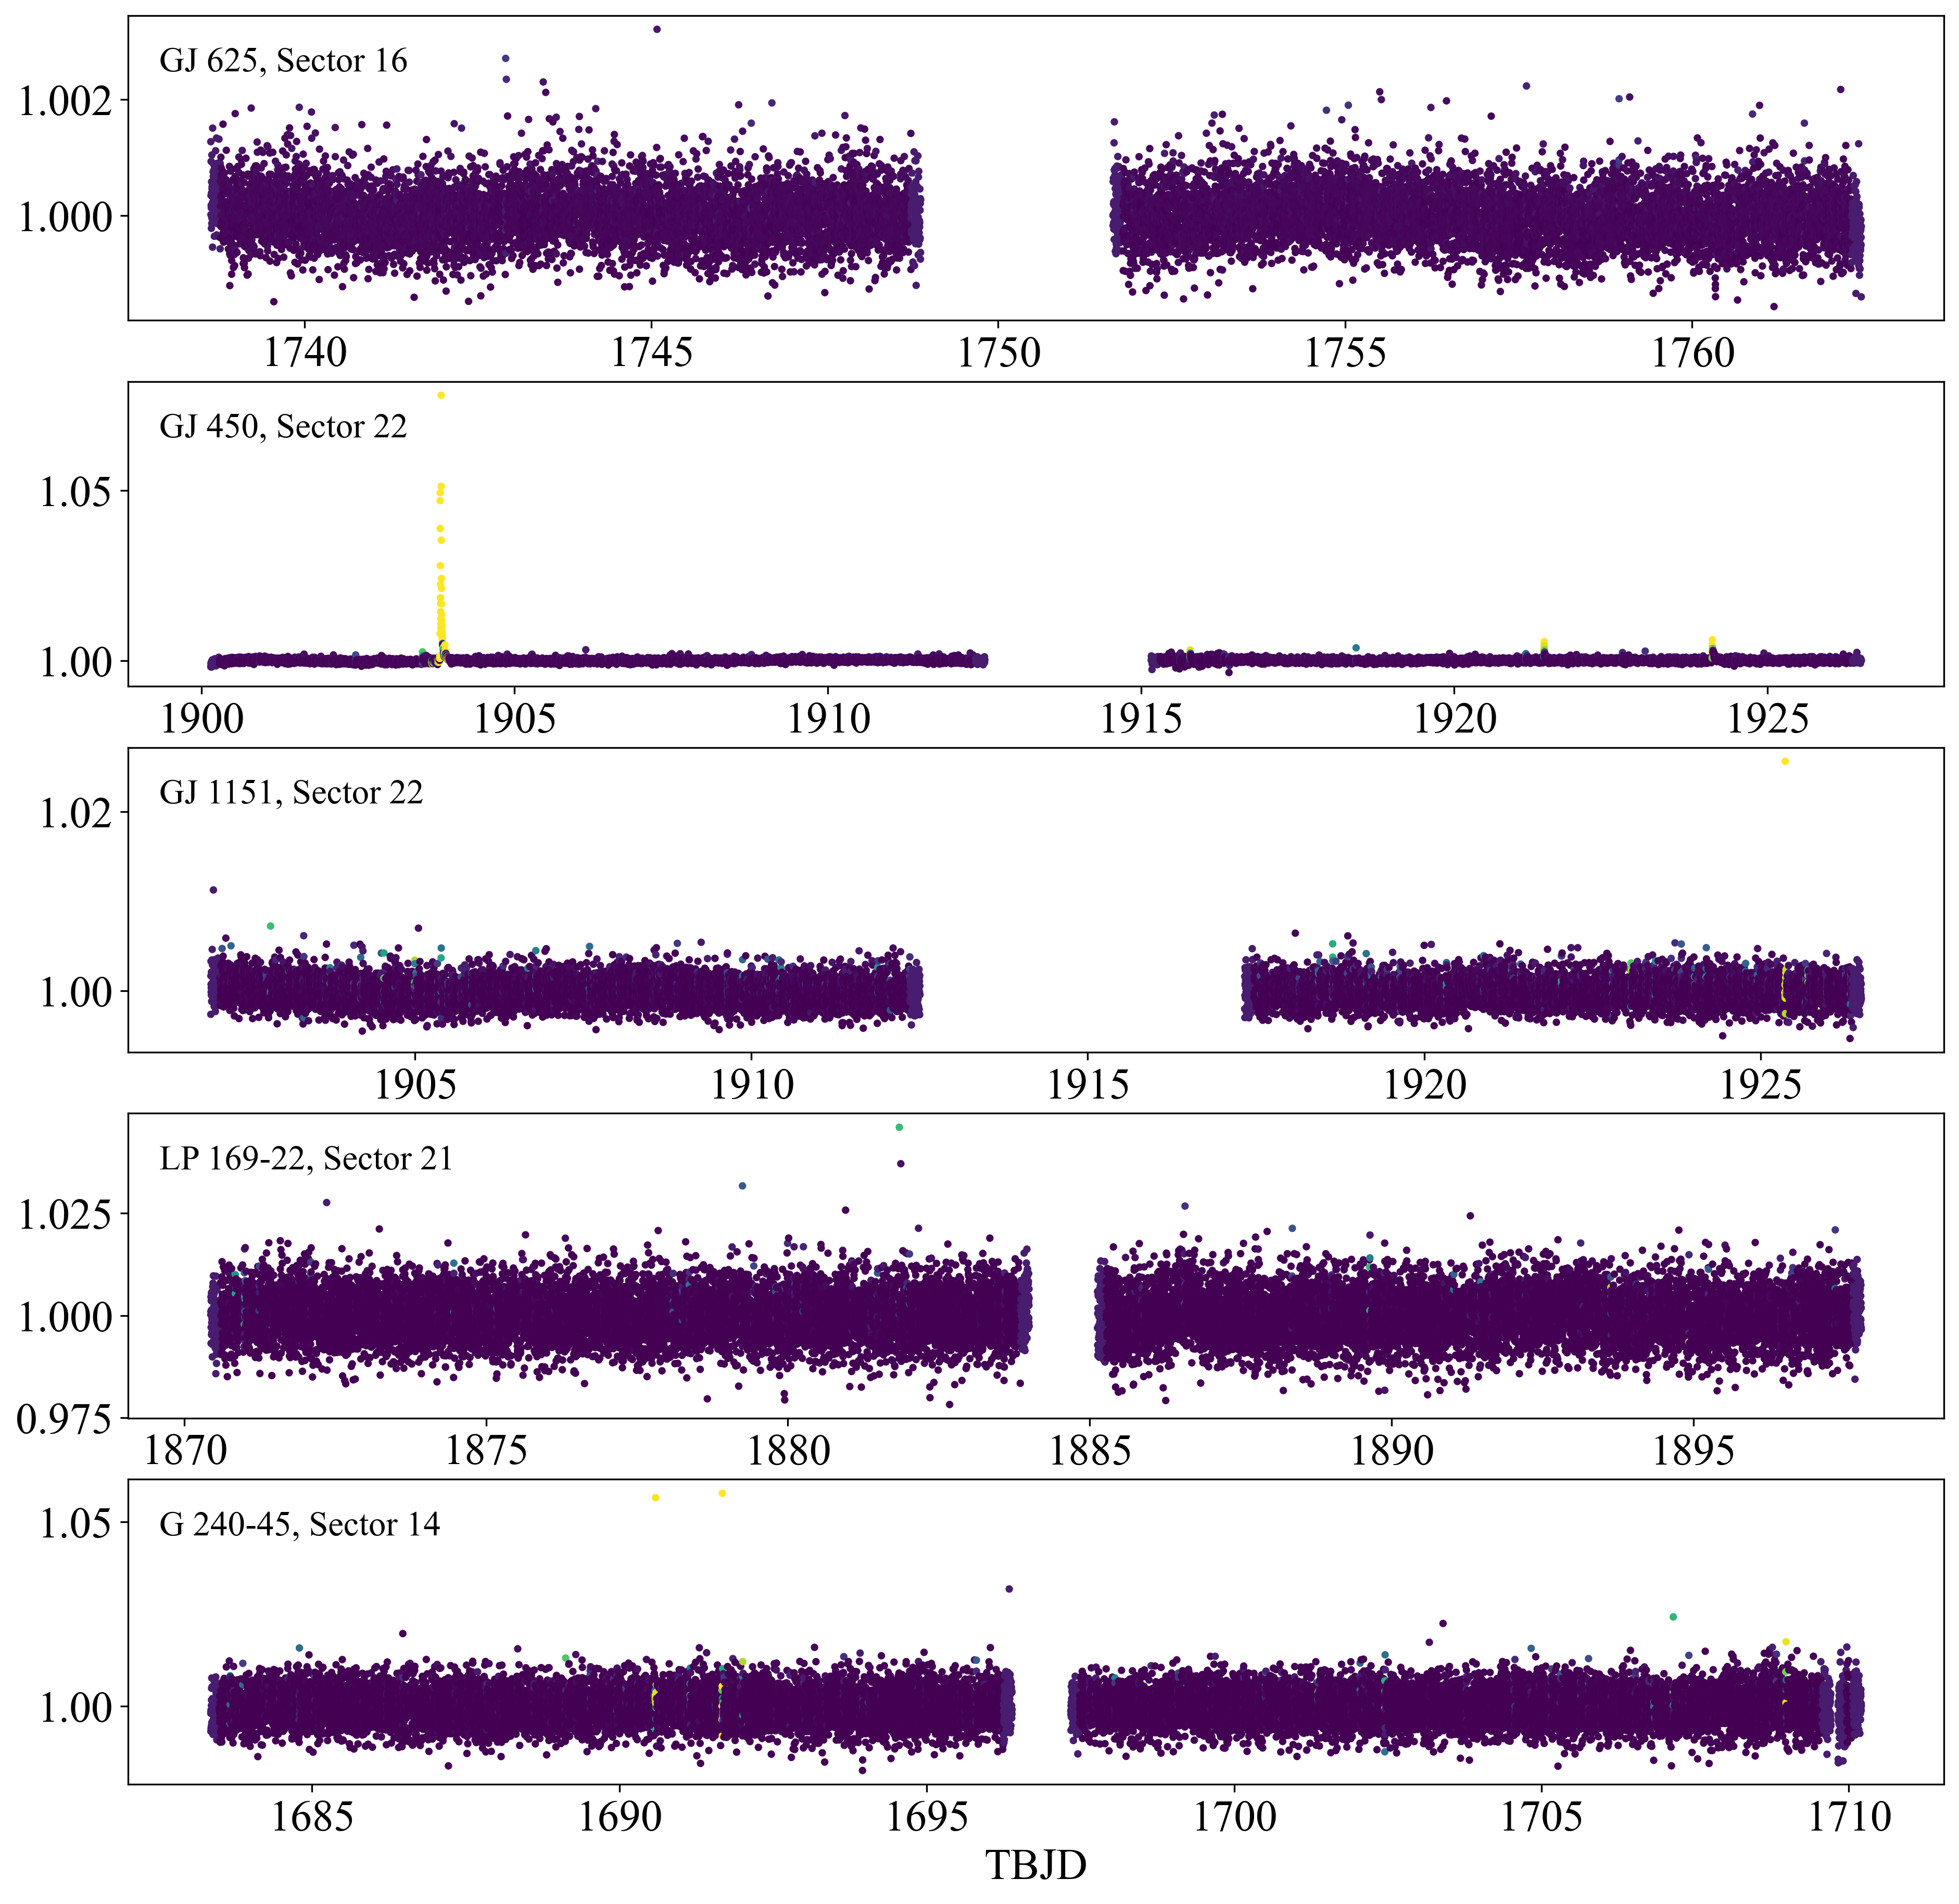 GJ 625, Sector 16
1.002
1.000
1740 1745 1750 1755 1760
GJ 450, Sector 22
1.05
1.00
1900 1905 1910 1915 1920 1925
GJ 1151, Sector 22
1.02
1.00
1905 1910 1915 1920 1925
LP 169-22, Sector 21
1.025
1.000
0.975
1870 1875 1880 1885 1890 1895
G 240-45, Sector 14
1.05
1.00
1685 1690 1695 1700 1705 1710
TBJD